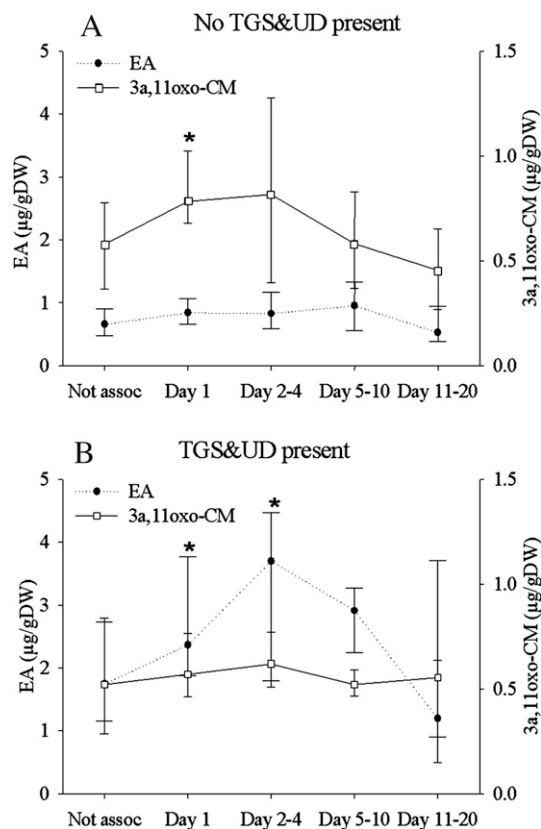 A
No TGS&UD present
EA
3a,11oxo-CM
*
5
4
3
2
1
0
EA (µg/gDW)
1.5
1.0
0.5
0.0
3a,11oxo-CM (µg/gDW)
Not assoc Day 1 Day 2-4 Day 5-10 Day 11-20
B
TGS&UD present
EA
3a,11oxo-CM
*
*
5
4
3
2
1
0
EA (µg/gDW)
1.5
1.0
0.5
0.0
3a,11oxo-CM (µg/gDW)
Not assoc Day 1 Day 2-4 Day 5-10 Day 11-20